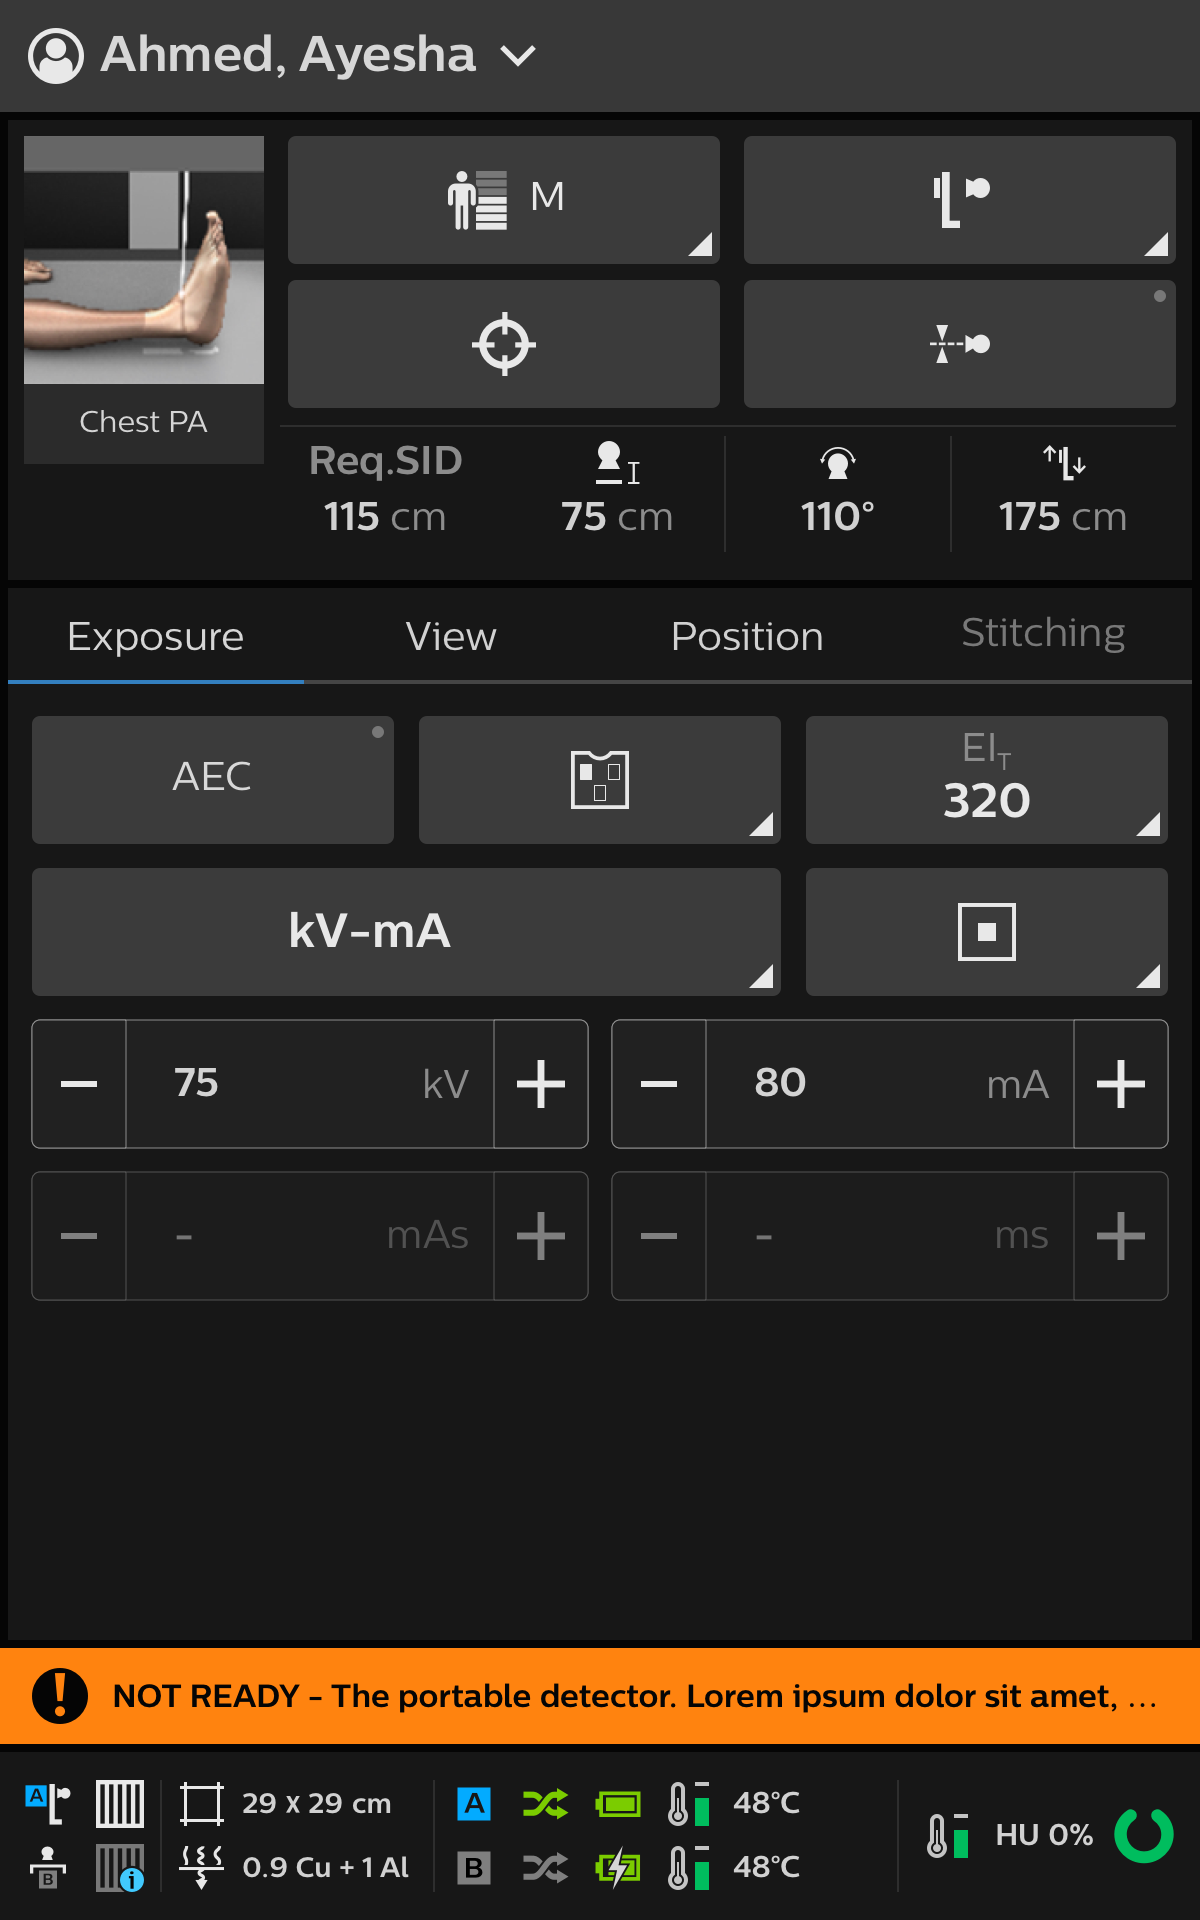 Ahmed, Ayesha
M
Chest PA
Req.SID
115 cm
75 cm
110°
175 cm
Exposure
View
Position
Stitching
AEC
EI_T
320
kV-mA
75 kV
80 mA
- mAs
- ms
NOT READY - The portable detector. Lorem ipsum dolor sit amet, ...
A
29 x 29 cm
A
48°C
B
0.9 Cu + 1 Al
B
48°C
HU 0%